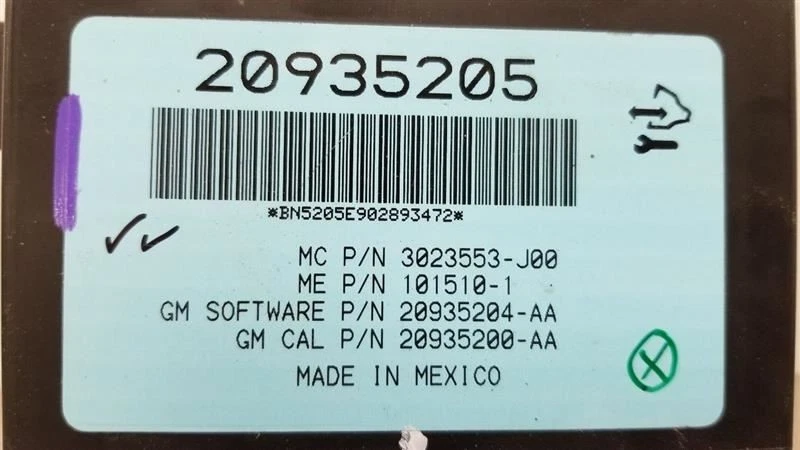 20935205
*BN5205E902893472*
MC P/N 3023553-J00
ME P/N 101510-1
GM SOFTWARE P/N 20935204-AA
GM CAL P/N 20935200-AA
MADE IN MEXICO